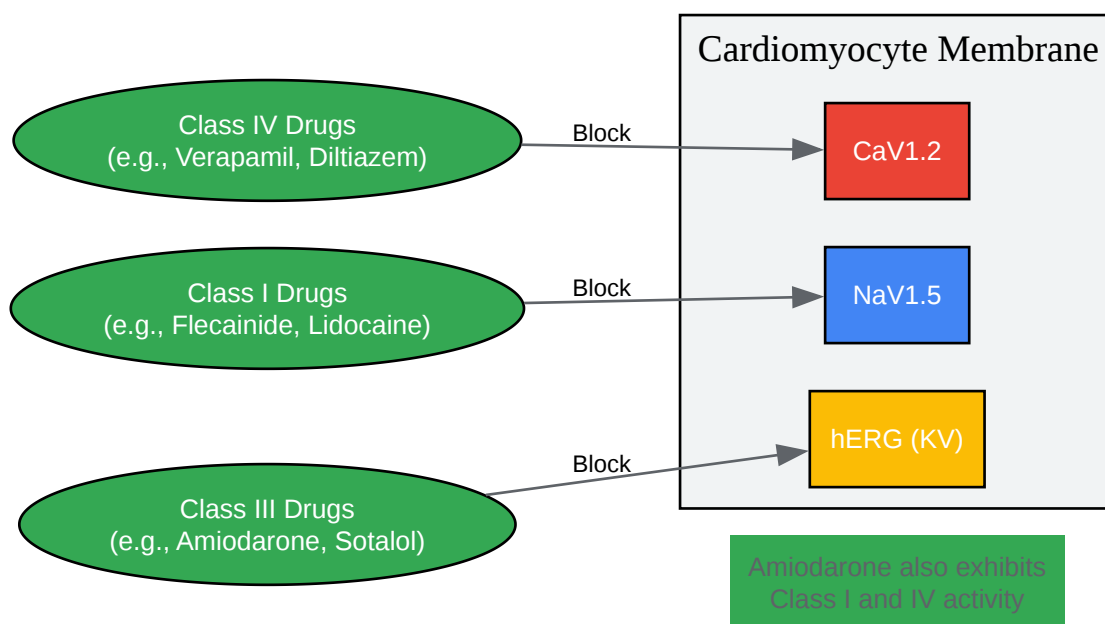 Cardiomyocyte Membrane
Class IV Drugs
(e.g., Verapamil, Diltiazem)
Block
CaV1.2
Class I Drugs
(e.g., Flecainide, Lidocaine)
Block
NaV1.5
Class III Drugs
(e.g., Amiodarone, Sotalol)
Block
hERG (KV)
Amiodarone also exhibits
Class I and IV activity